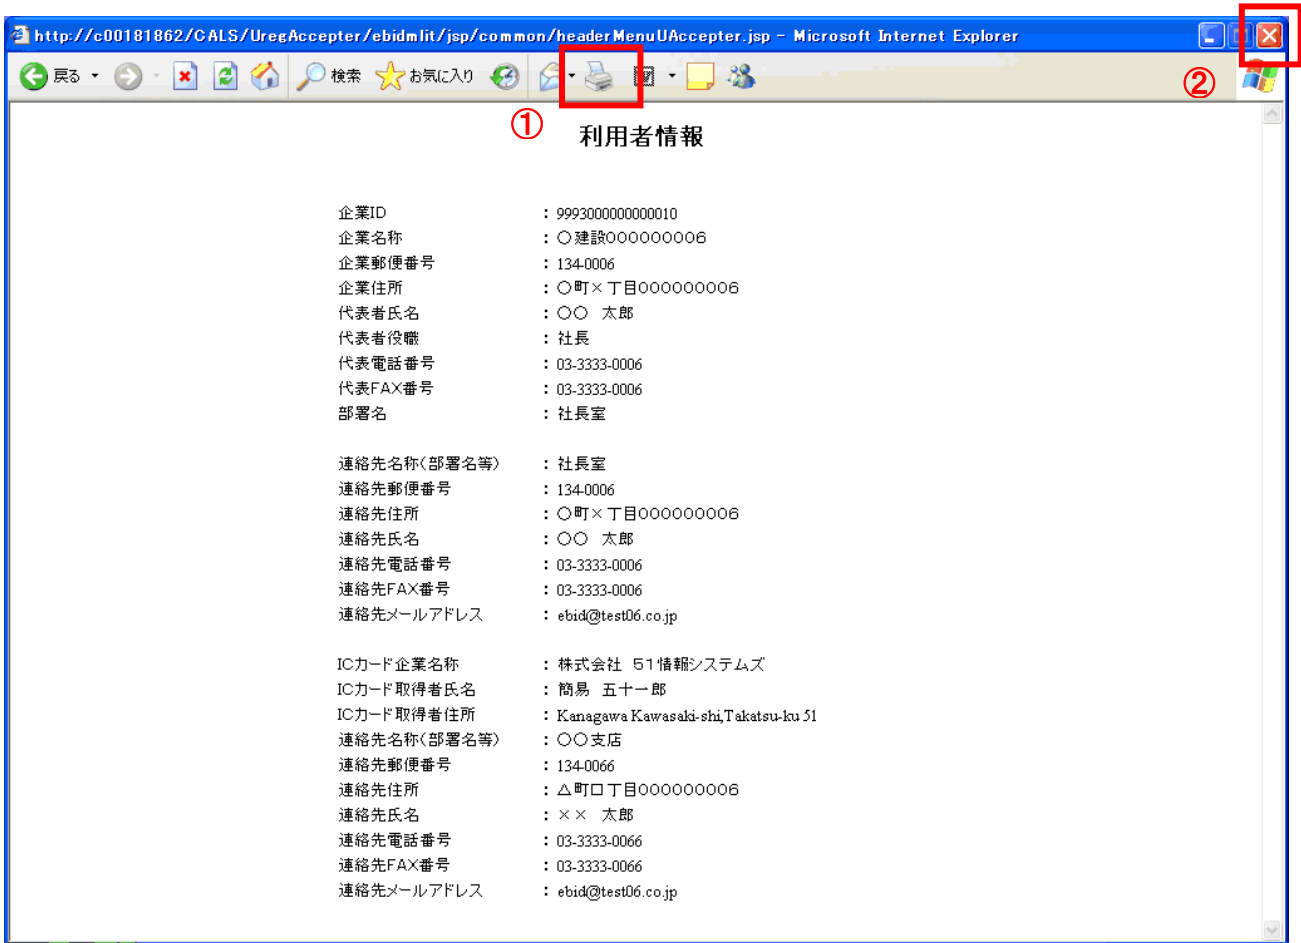 http://c00181862/CALS/UregAccepter/ebidmlit/jsp/common/headerMenuUAccepter.jsp - Microsoft Internet Explorer
戻る 検索 お気に入り
① ②
利用者情報
企業ID : 9993000000000010
企業名称 : 〇建設000000006
企業郵便番号 : 134-0006
企業住所 : 〇町×丁目000000006
代表者氏名 : 〇〇 太郎
代表者役職 : 社長
代表電話番号 : 03-3333-0006
代表FAX番号 : 03-3333-0006
部署名 : 社長室
連絡先名称(部署名等) : 社長室
連絡先郵便番号 : 134-0006
連絡先住所 : 〇町×丁目000000006
連絡先氏名 : 〇〇 太郎
連絡先電話番号 : 03-3333-0006
連絡先FAX番号 : 03-3333-0006
連絡先メールアドレス : ebid@test06.co.jp
ICカード企業名称 : 株式会社 51情報システムズ
ICカード取得者氏名 : 簡易 五十一郎
ICカード取得者住所 : Kanagawa Kawasaki-shi,Takatsu-ku 51
連絡先名称(部署名等) : 〇〇支店
連絡先郵便番号 : 134-0066
連絡先住所 : △町口丁目000000006
連絡先氏名 : ×× 太郎
連絡先電話番号 : 03-3333-0066
連絡先FAX番号 : 03-3333-0066
連絡先メールアドレス : ebid@test06.co.jp